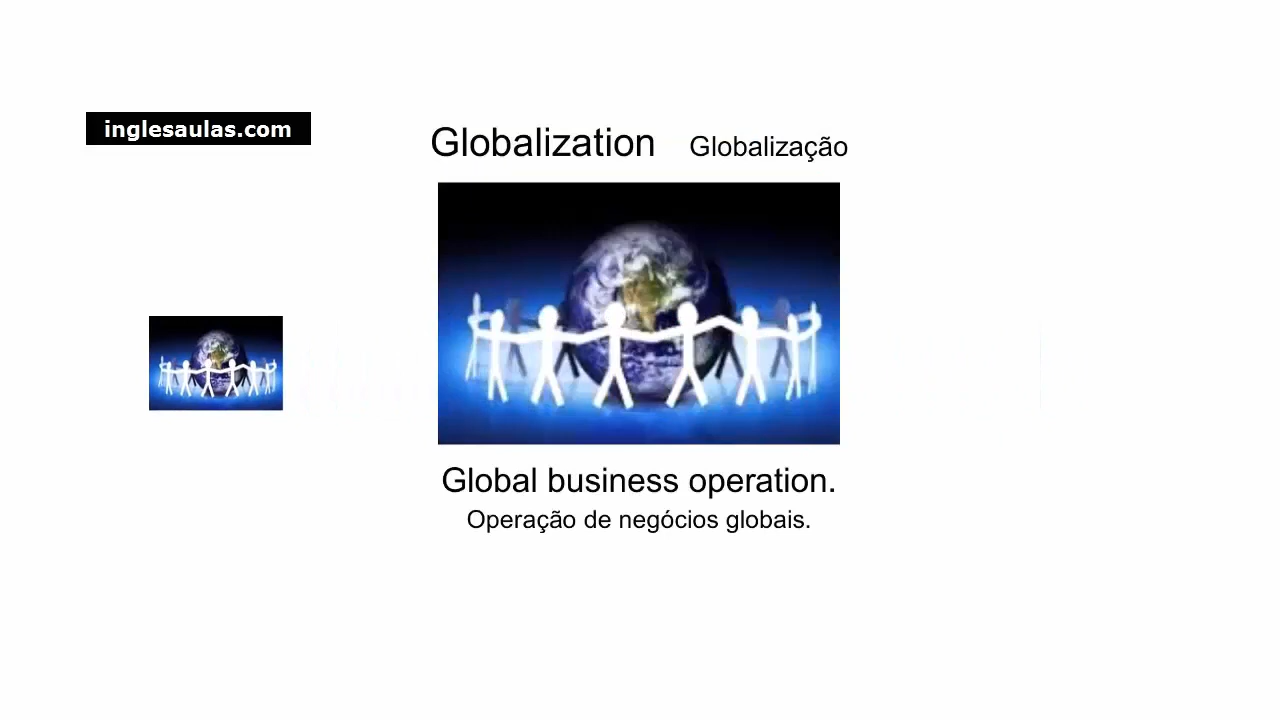 inglesaulas.com
Globalization Globalização
Global business operation.
Operação de negócios globais.